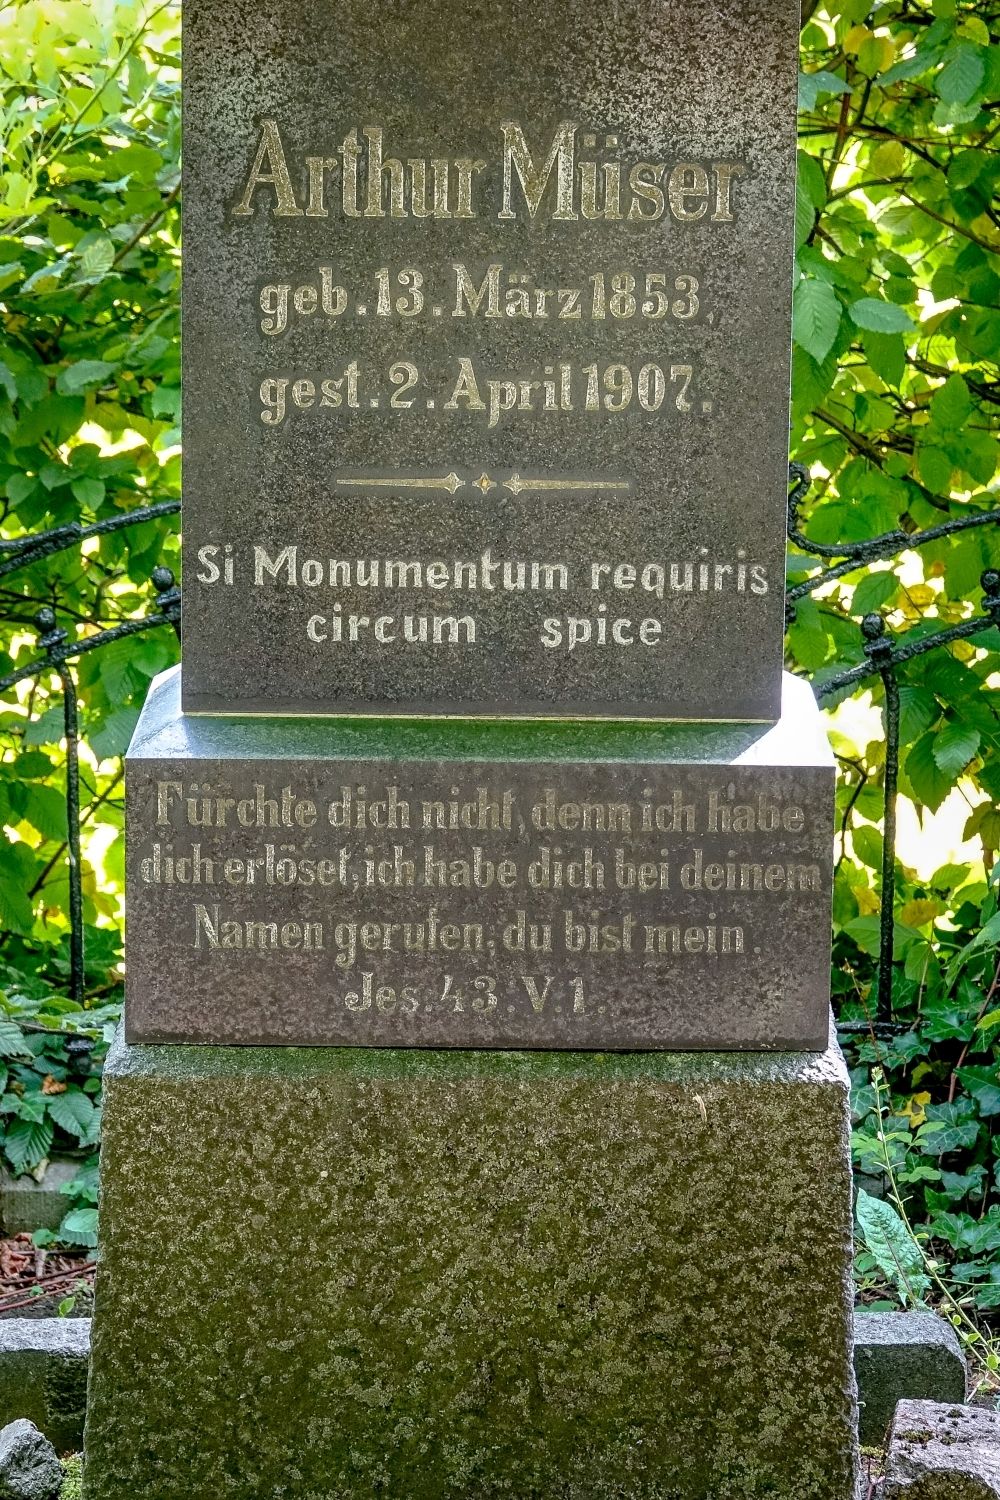 Arthur Müser
geb. 13. März 1853,
gest. 2. April 1907.
Si Monumentum requiris
circum spice
Fürchte dich nicht, denn ich habe
dich erlöset, ich habe dich bei deinem
Namen gerufen; du bist mein.
Jes. 43. V. 1.